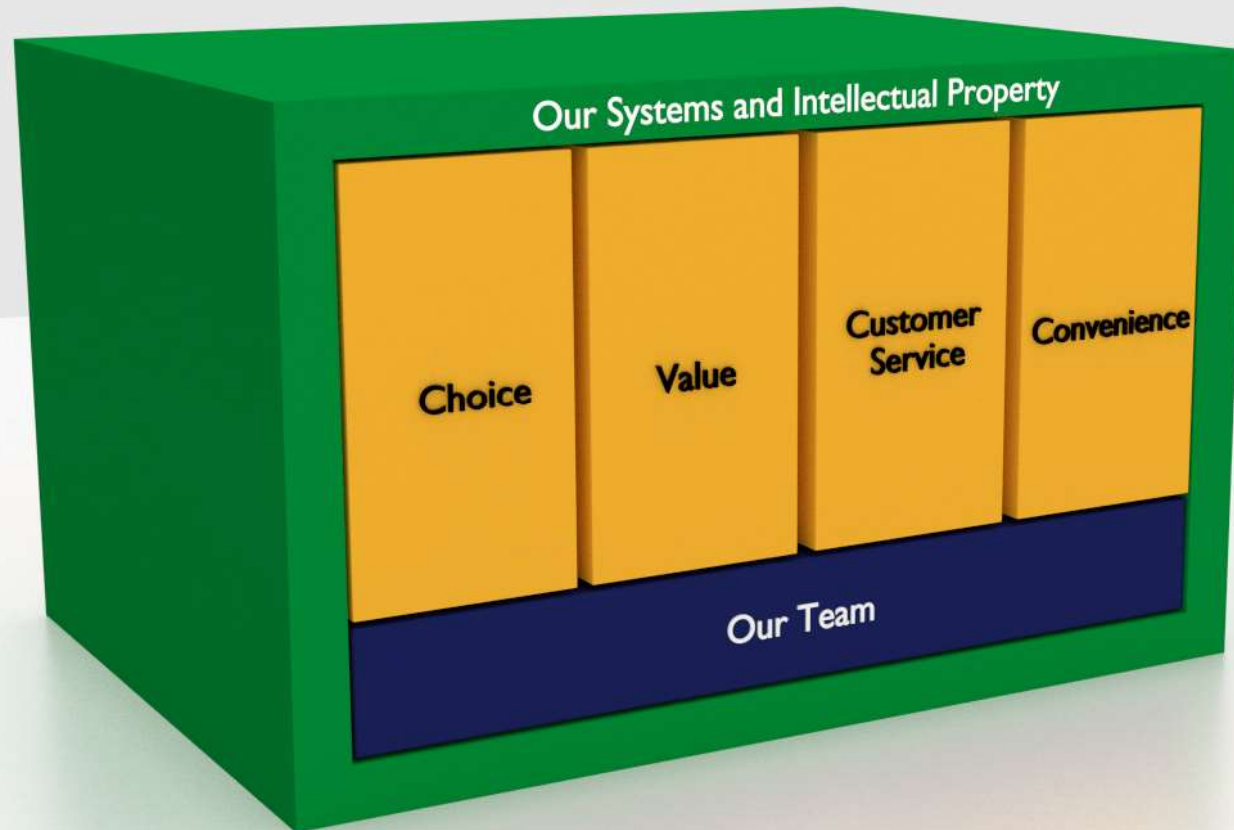 Our Systems and Intellectual Property
Choice
Value
Customer
Service
Convenience
Our Team